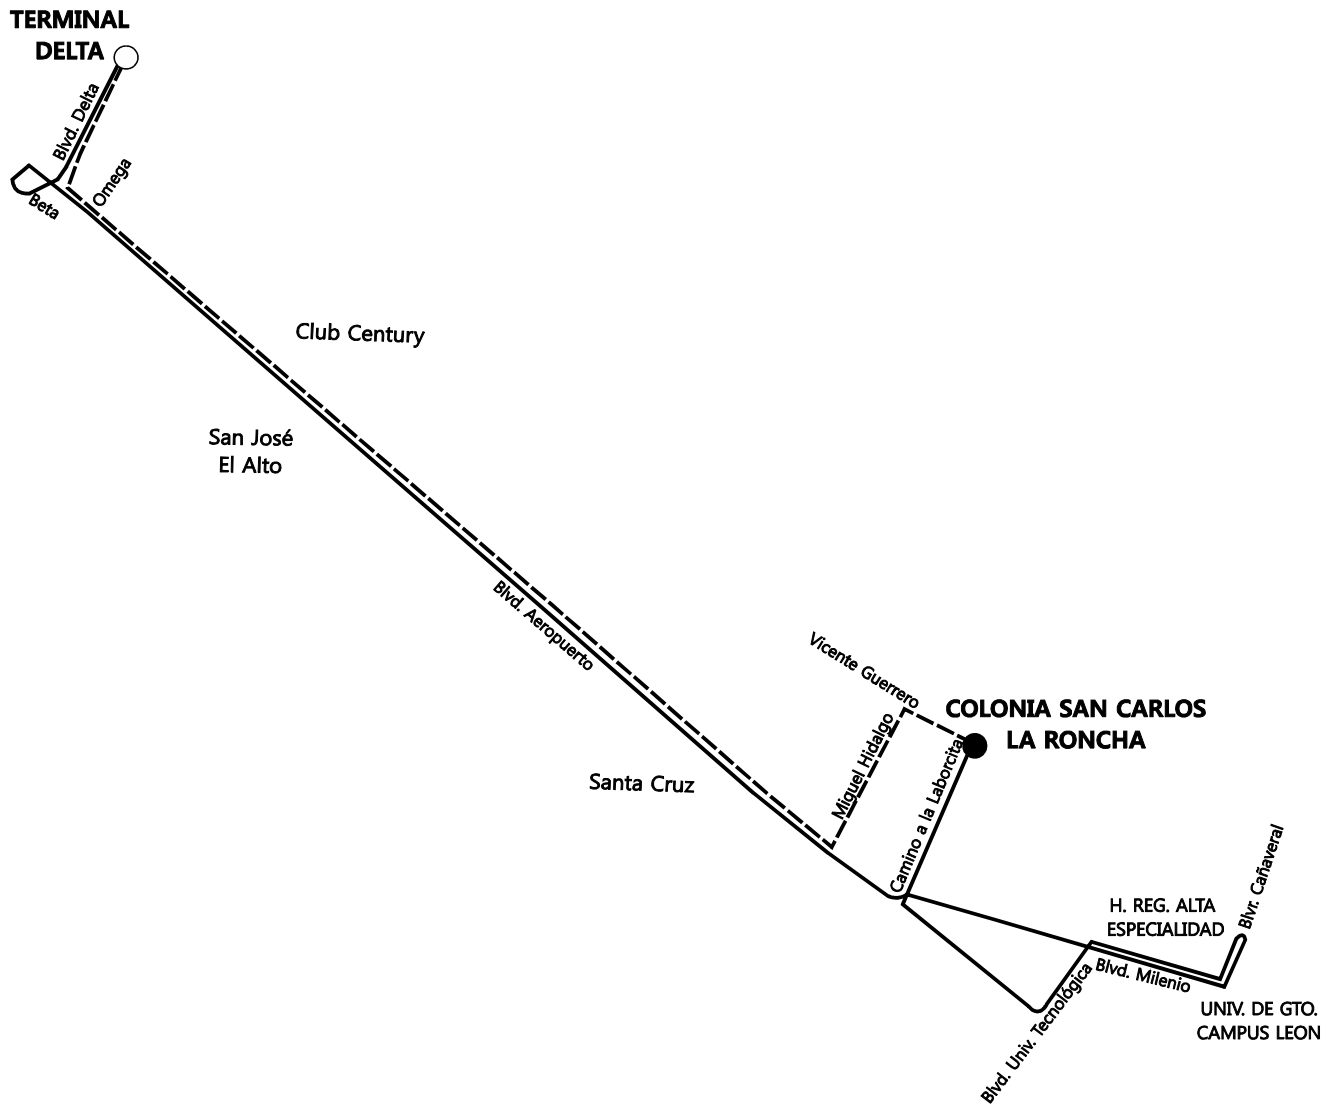 TERMINAL
DELTA
Blvd. Delta
Omega
Beta
Club Century
San José
El Alto
Blvd. Aeropuerto
Vicente Guerrero
COLONIA SAN CARLOS
LA RONCHA
Miguel Hidalgo
Camino a la Laborcita
Santa Cruz
Blvr. Cañaveral
H. REG. ALTA
ESPECIALIDAD
Blvd. Milenio
UNIV. DE GTO.
CAMPUS LEON
Blvd. Univ. Tecnológica